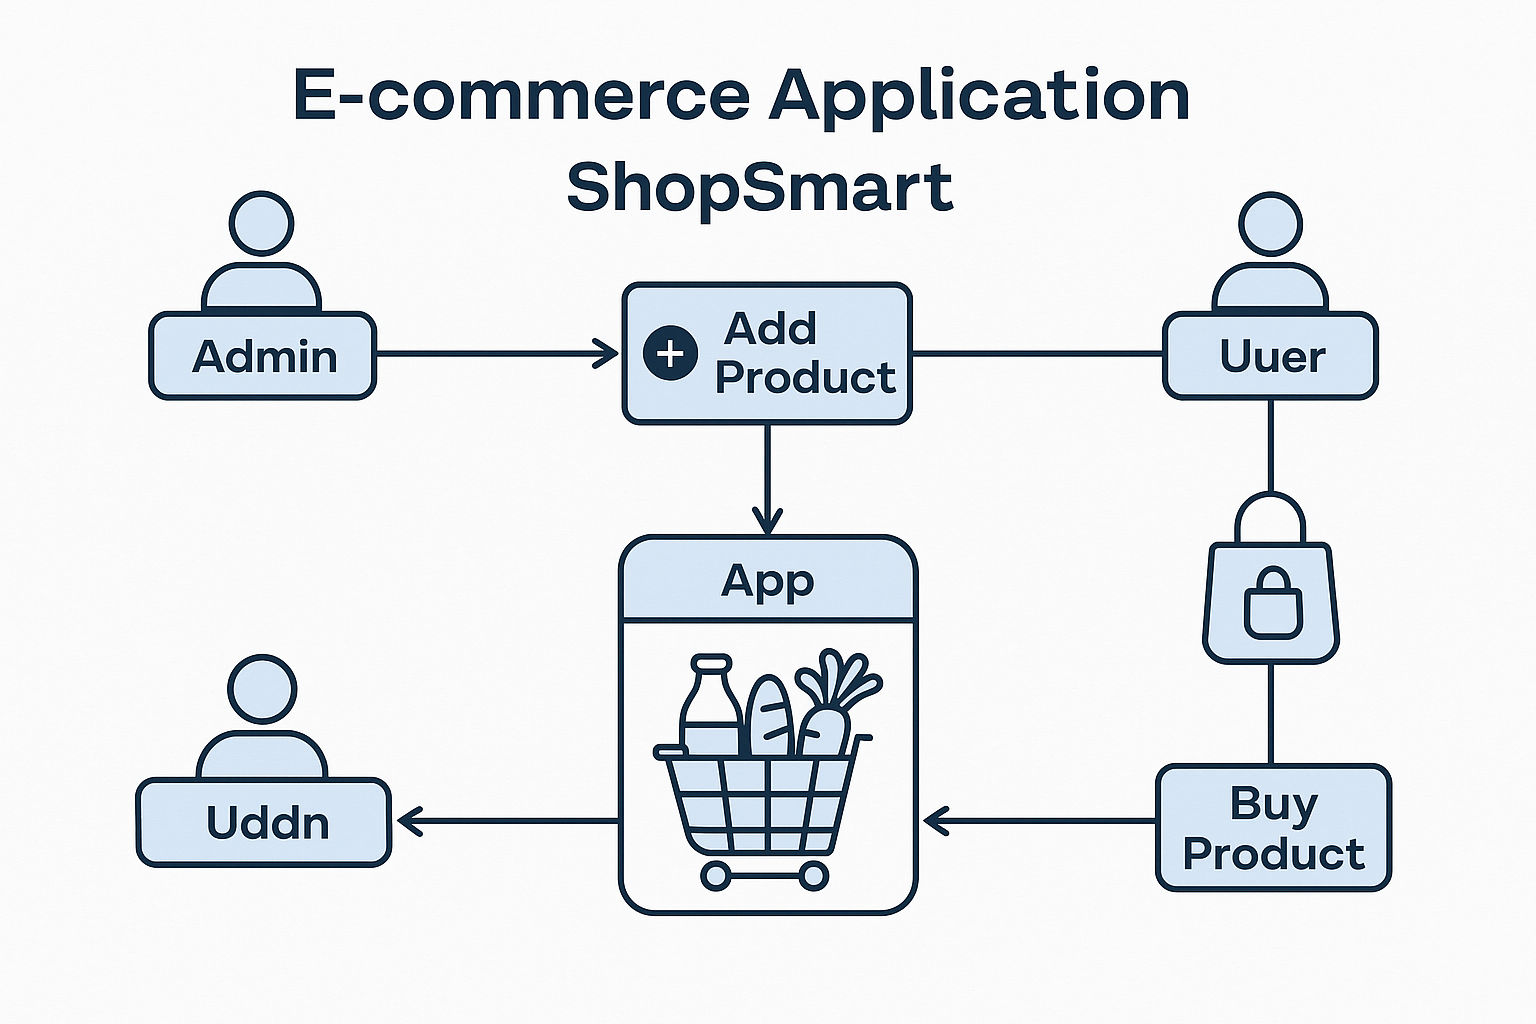 E-commerce Application
ShopSmart
Admin
Add
Product
Uuer
App
Uddn
Buy
Product